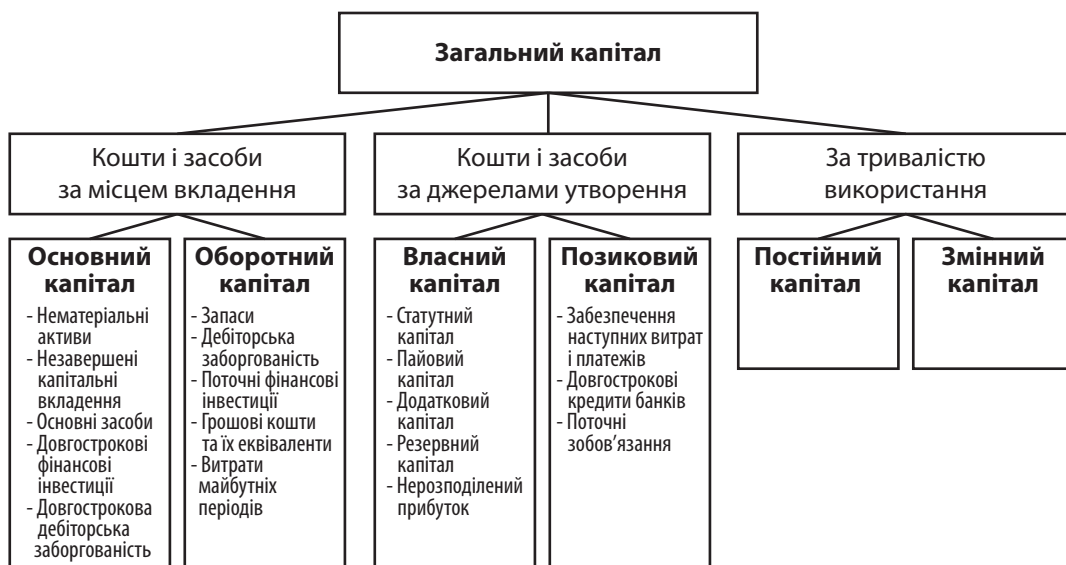 Загальний капітал
Кошти і засоби
за місцем вкладення
Кошти і засоби
за джерелами утворення
За тривалістю
використання
Основний
капітал
- Нематеріальні
активи
- Незавершені
капітальні
вкладення
- Основні засоби
- Довгострокові
фінансові
інвестиції
- Довгострокова
дебіторська
заборгованість
Оборотний
капітал
- Запаси
- Дебіторська
заборгованість
- Поточні фінансові
інвестиції
- Грошові кошти
та їх еквіваленти
- Витрати
майбутніх
періодів
Власний
капітал
- Статутний
капітал
- Пайовий
капітал
- Додатковий
капітал
- Резервний
капітал
- Нерозподілений
прибуток
Позиковий
капітал
- Забезпечення
наступних витрат
і платежів
- Довгострокові
кредити банків
- Поточні
зобов’язання
Постійний
капітал
Змінний
капітал